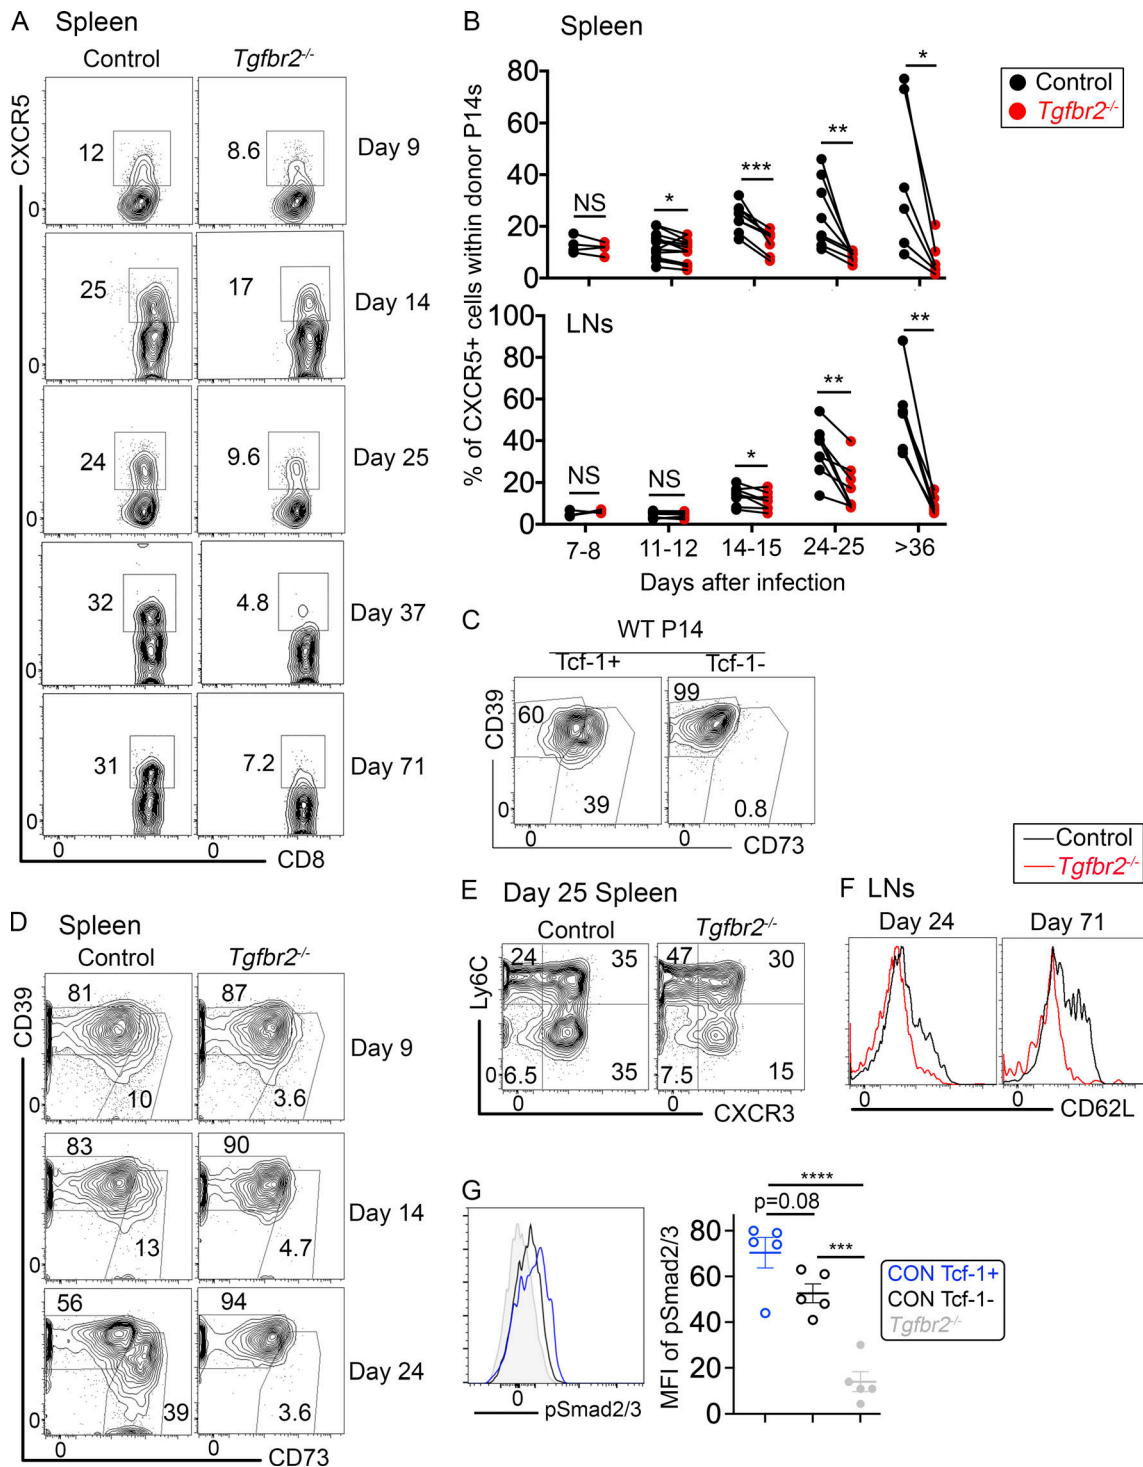 A Spleen
Control Tgfbr2-/-
CXCR5
12 8.6 Day 9
0
25 17 Day 14
0
24 9.6 Day 25
0
32 4.8 Day 37
0
31 7.2 Day 71
0
0 0
CD8
B Spleen
Control
Tgfbr2-/-
% of CXCR5+ cells within donor P14s
80
60
40
20
0
NS * *** ** *
LNs
100
80
60
40
20
0
NS NS * ** **
7-8 11-12 14-15 24-25 >36
Days after infection
C
WT P14
Tcf-1+ Tcf-1-
CD39
60 99
39 0.8
0
0 0
CD73
D Spleen
Control Tgfbr2-/-
CD39
81 87
Day 9
10 3.6
0
83 90
Day 14
13 4.7
0
56 94
Day 24
39 3.6
0
0 0
CD73
E Day 25 Spleen
Control Tgfbr2-/-
Ly6C
24 35 47 30
0
6.5 35 7.5 15
0 0
CXCR3
Control
Tgfbr2-/-
F LNs
Day 24 Day 71
0 0
CD62L
G
0
pSmad2/3
MFI of pSmad2/3
80
60
40
20
0
****
p=0.08
***
CON Tcf-1+
CON Tcf-1-
Tgfbr2-/-